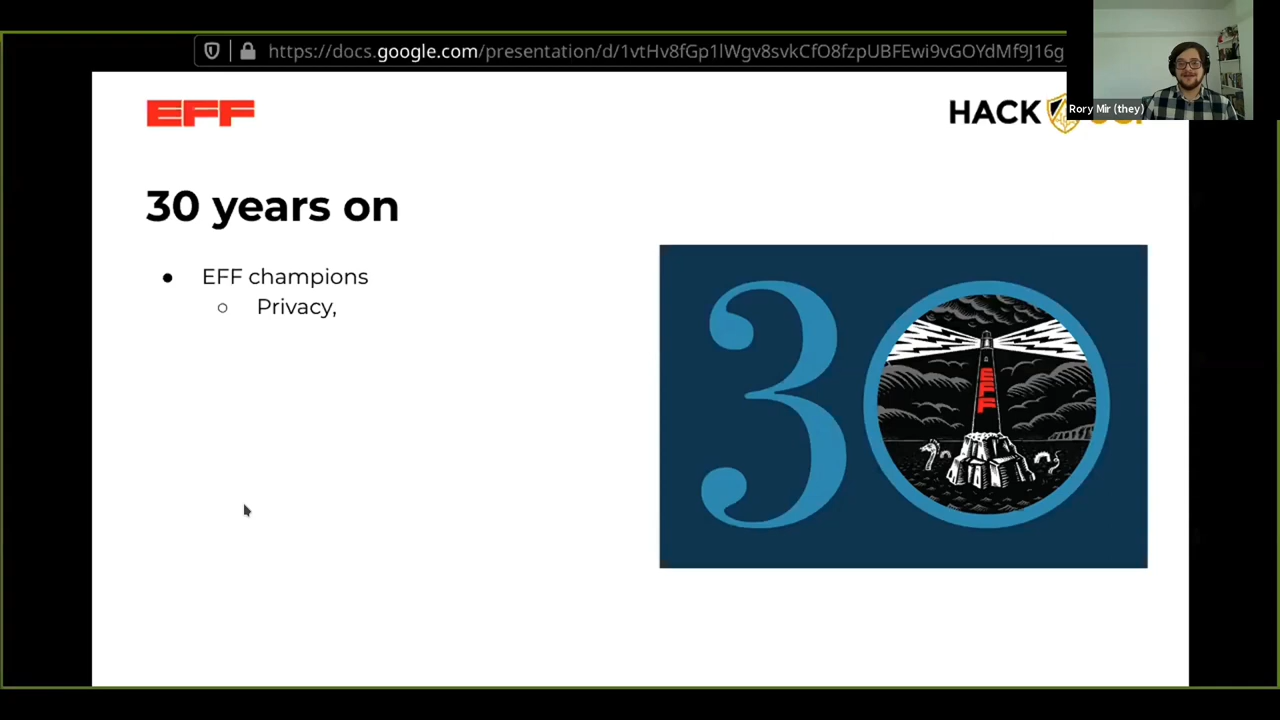 https://docs.google.com/presentation/d/1vtHv8fGp1lWgv8svkCfO8fzpUBFEwi9vGOYdMf9J16g
EFF
HACK
Rory Mir (they)
30 years on
EFF champions
Privacy,
30
EFF